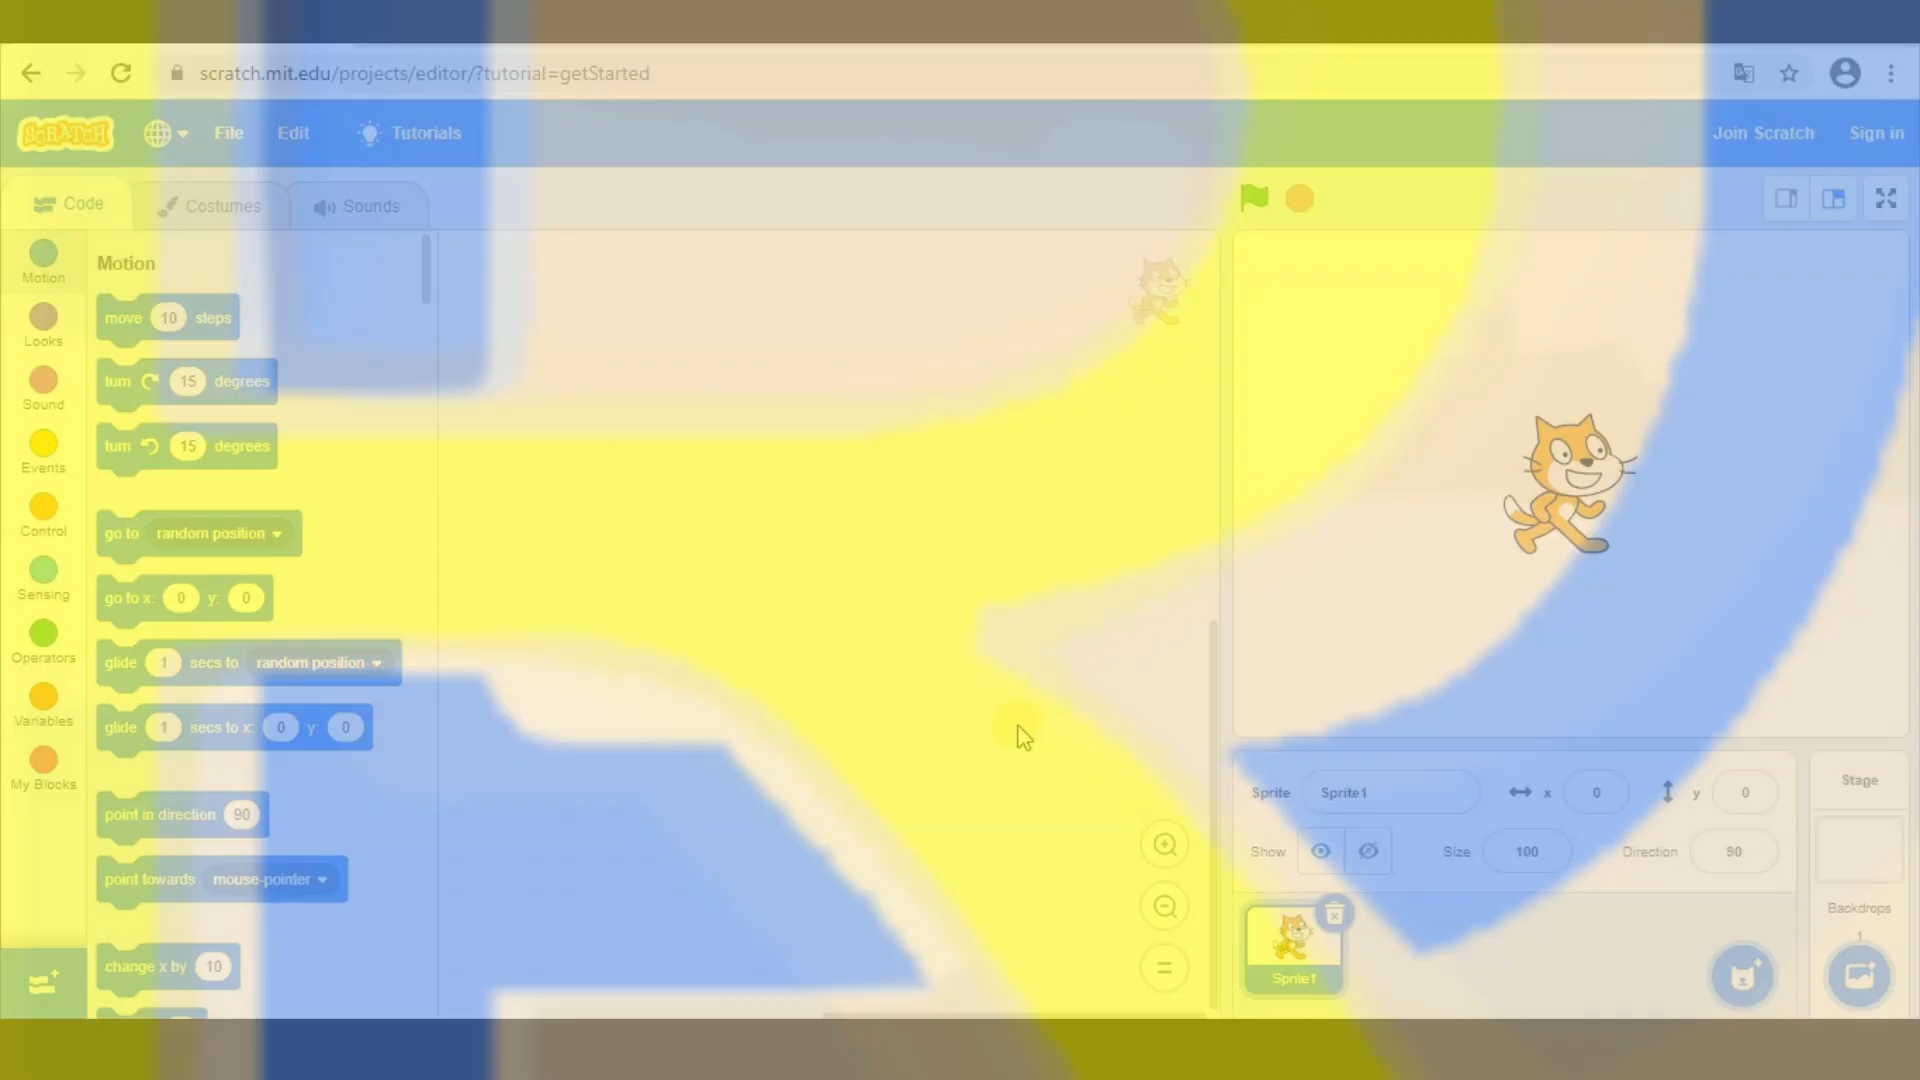 scratch.mit.edu/projects/editor/?tutorial=getStarted
SCRATCH File Edit Tutorials Join Scratch Sign in
Code Costumes Sounds
Motion
Looks
Sound
Events
Control
Sensing
Operators
Variables
My Blocks
Motion
move 10 steps
turn 15 degrees
turn 15 degrees
go to random position
go to x: 0 y: 0
glide 1 secs to random position
glide 1 secs to x: 0 y: 0
point in direction 90
point towards mouse-pointer
change x by 10
Sprite Sprite1 x 0 y 0
Show Size 100 Direction 90
Sprite1
Stage
Backdrops
1